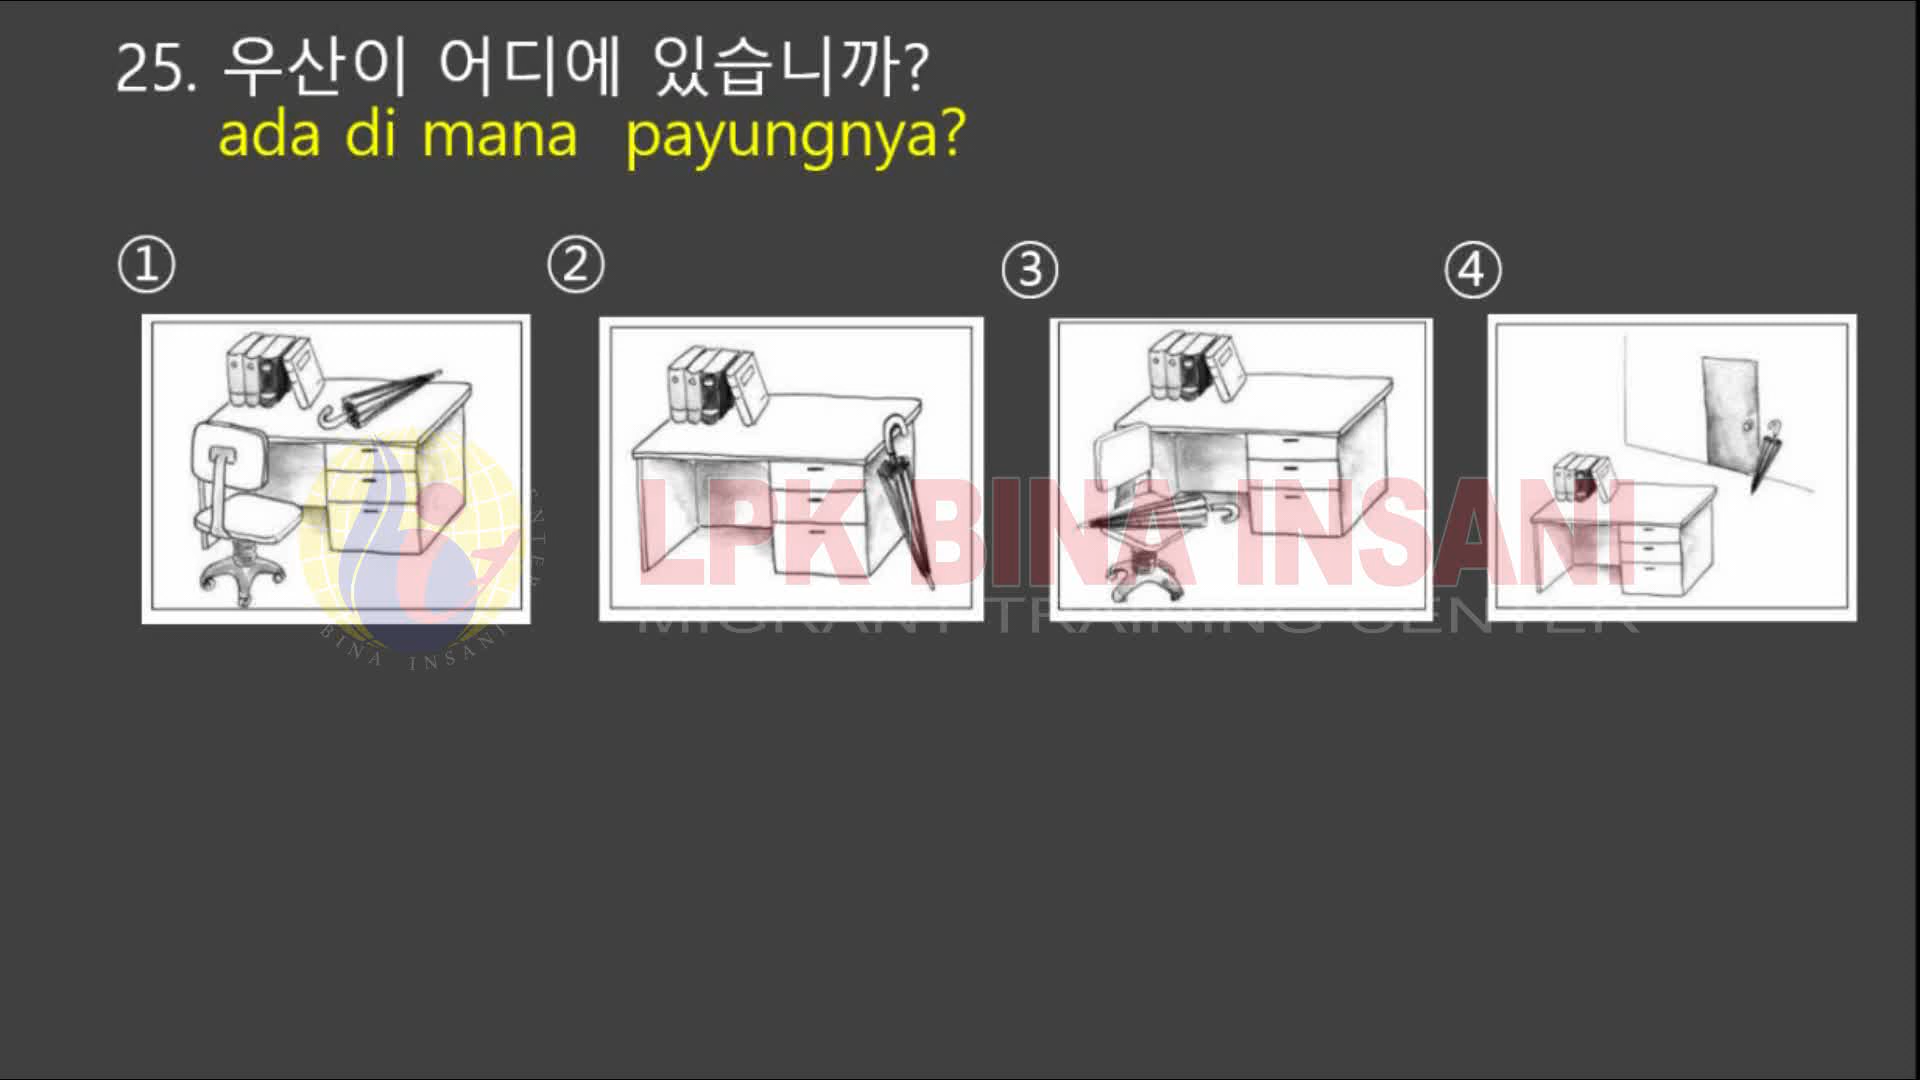 25. 우산이 어디에 있습니까?
ada di mana payungnya?
① ② ③ ④
LPK BINA INSANI
MIGRANT TRAINING CENTER
BINA INSANI CENTER